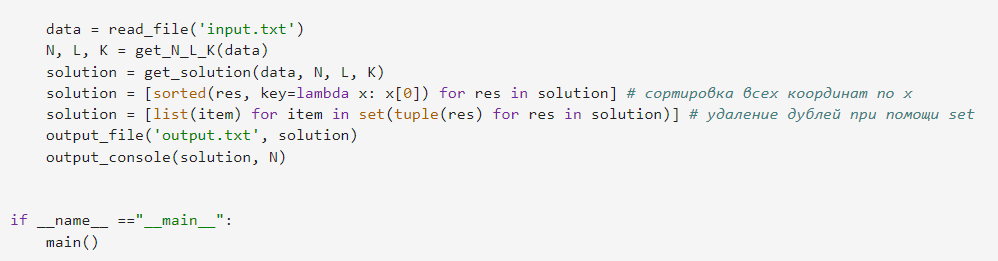 data = read_file('input.txt')
N, L, K = get_N_L_K(data)
solution = get_solution(data, N, L, K)
solution = [sorted(res, key=lambda x: x[0]) for res in solution] # сортировка всех координат по x
solution = [list(item) for item in set(tuple(res) for res in solution)] # удаление дублей при помощи set
output_file('output.txt', solution)
output_console(solution, N)
if __name__ =="__main__":
main()